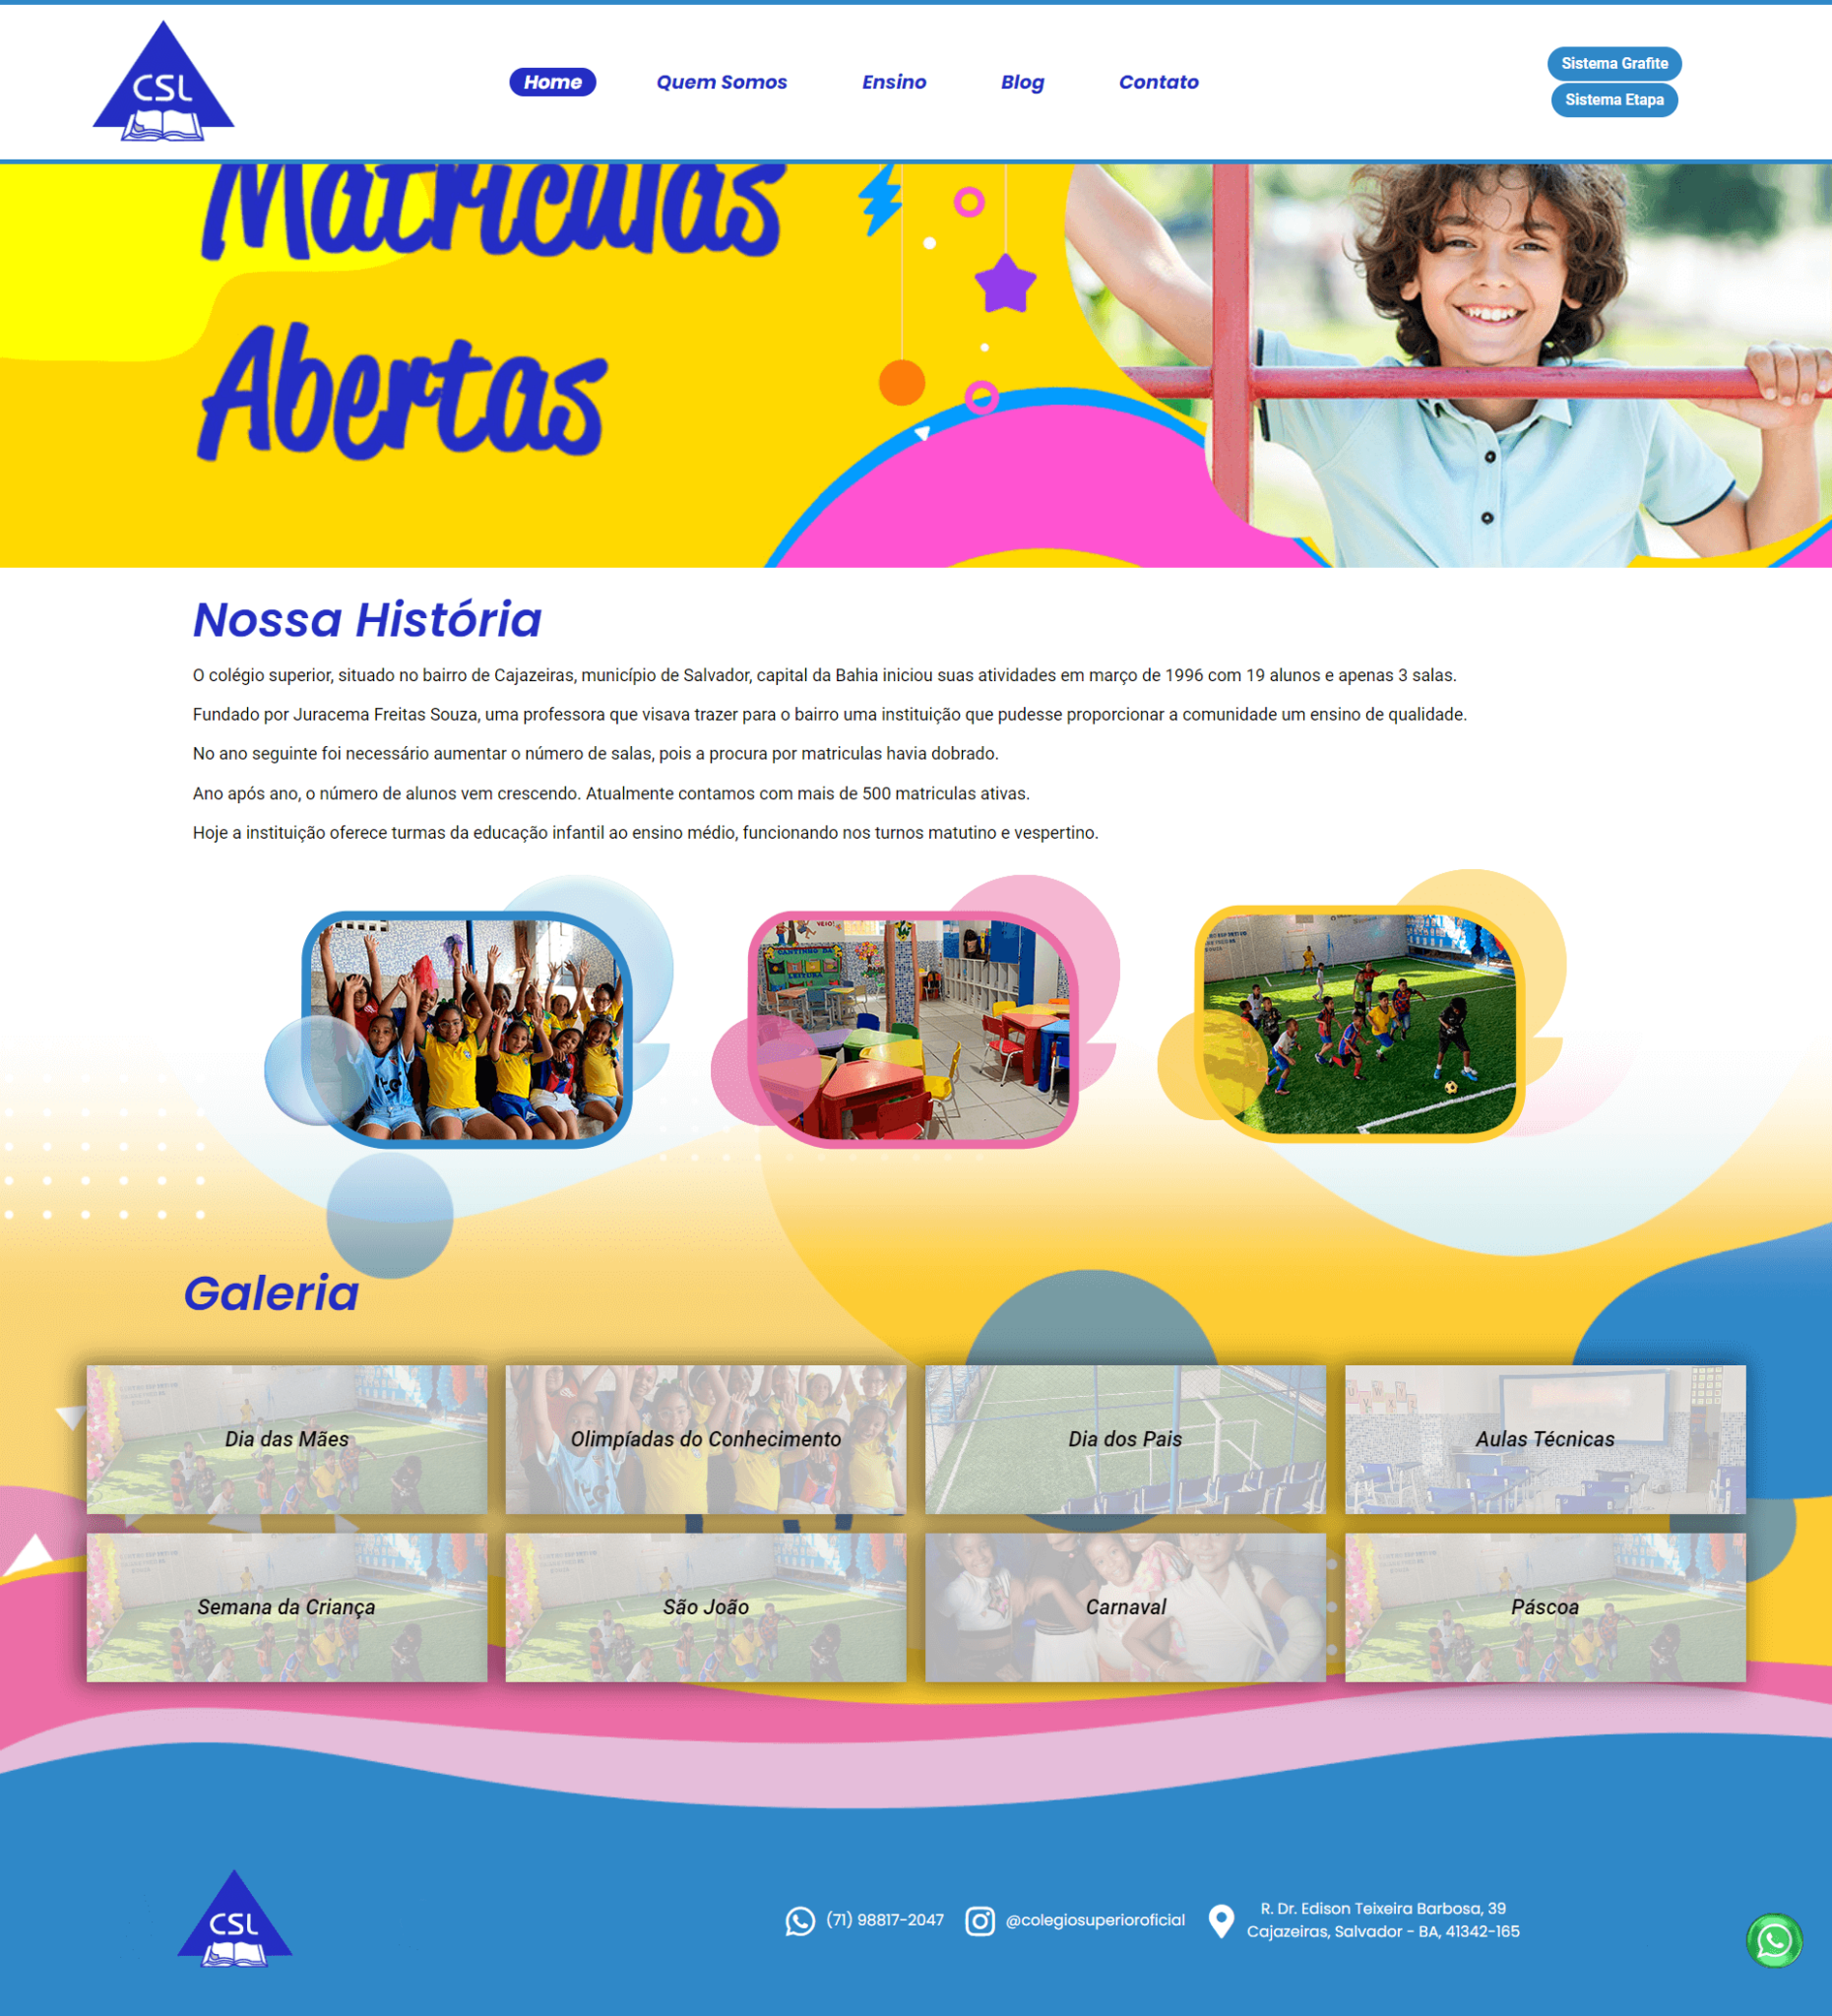 CSL
Home
Quem Somos
Ensino
Blog
Contato
Sistema Grafite
Sistema Etapa
Matrículas
Abertas
Nossa História
O colégio superior, situado no bairro de Cajazeiras, município de Salvador, capital da Bahia iniciou suas atividades em março de 1996 com 19 alunos e apenas 3 salas.
Fundado por Juracema Freitas Souza, uma professora que visava trazer para o bairro uma instituição que pudesse proporcionar a comunidade um ensino de qualidade.
No ano seguinte foi necessário aumentar o número de salas, pois a procura por matriculas havia dobrado.
Ano após ano, o número de alunos vem crescendo. Atualmente contamos com mais de 500 matriculas ativas.
Hoje a instituição oferece turmas da educação infantil ao ensino médio, funcionando nos turnos matutino e vespertino.
CANTINHO DA
LEITURA
Galeria
Dia das Mães
Olimpíadas do Conhecimento
Dia dos Pais
Aulas Técnicas
Semana da Criança
São João
Carnaval
Páscoa
CSL
(71) 98817-2047
@colegiosuperioroficial
R. Dr. Edison Teixeira Barbosa, 39
Cajazeiras, Salvador - BA, 41342-165